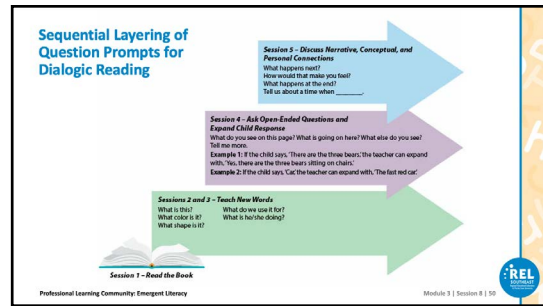 Sequential Layering of
Question Prompts for
Dialogic Reading
Session 5 – Discuss Narrative, Conceptual, and
Personal Connections
What happens next?
How would that make you feel?
What happens at the end?
Tell us about a time when ______.
Session 4 – Ask Open-Ended Questions and
Expand Child Response
What do you see on this page? What is going on here? What else do you see?
Tell me more.
Example 1: If the child says, 'There are the three bears,' the teacher can expand
with, 'Yes, there are the three bears sitting on chairs.'
Example 2: If the child says, 'Car,' the teacher can expand with, 'The fast red car.'
Sessions 2 and 3 – Teach New Words
What is this? What do we use it for?
What color is it? What is he/she doing?
What shape is it?
Session 1 – Read the Book
REL
SOUTHEAST
Professional Learning Community: Emergent Literacy
Module 3 | Session 8 | 50